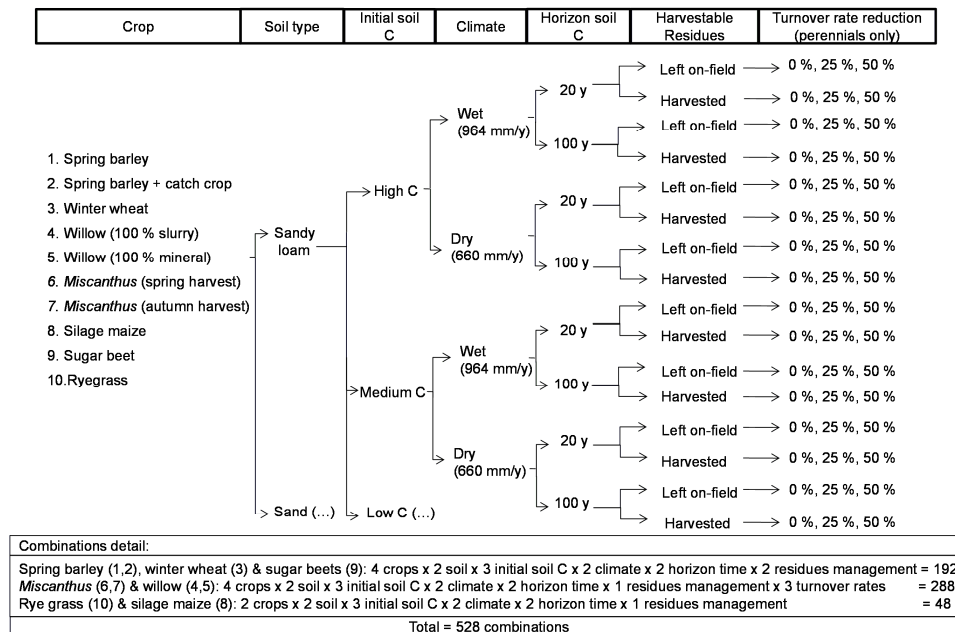 Crop
Soil type
Initial soil
C
Climate
Horizon soil
C
Harvestable
Residues
Turnover rate reduction
(perennials only)
1. Spring barley
2. Spring barley + catch crop
3. Winter wheat
4. Willow (100 % slurry)
5. Willow (100 % mineral)
6. Miscanthus (spring harvest)
7. Miscanthus (autumn harvest)
8. Silage maize
9. Sugar beet
10.Ryegrass
Sandy
loam
Sand (...)
High C
Medium C
Low C (...)
Wet
(964 mm/y)
Dry
(660 mm/y)
Wet
(964 mm/y)
Dry
(660 mm/y)
20 y
100 y
20 y
100 y
20 y
100 y
20 y
100 y
Left on-field 0 %, 25 %, 50 %
Harvested 0 %, 25 %, 50 %
Left on-field 0 %, 25 %, 50 %
Harvested 0 %, 25 %, 50 %
Left on-field 0 %, 25 %, 50 %
Harvested 0 %, 25 %, 50 %
Left on-field 0 %, 25 %, 50 %
Harvested 0 %, 25 %, 50 %
Left on-field 0 %, 25 %, 50 %
Harvested 0 %, 25 %, 50 %
Left on-field 0 %, 25 %, 50 %
Harvested 0 %, 25 %, 50 %
Left on-field 0 %, 25 %, 50 %
Harvested 0 %, 25 %, 50 %
Left on-field 0 %, 25 %, 50 %
Harvested 0 %, 25 %, 50 %
Combinations detail:
Spring barley (1,2), winter wheat (3) & sugar beets (9): 4 crops x 2 soil x 3 initial soil C x 2 climate x 2 horizon time x 2 residues management = 192
Miscanthus (6,7) & willow (4,5): 4 crops x 2 soil x 3 initial soil C x 2 climate x 2 horizon time x 1 residues management x 3 turnover rates = 288
Rye grass (10) & silage maize (8): 2 crops x 2 soil x 3 initial soil C x 2 climate x 2 horizon time x 1 residues management = 48
Total = 528 combinations